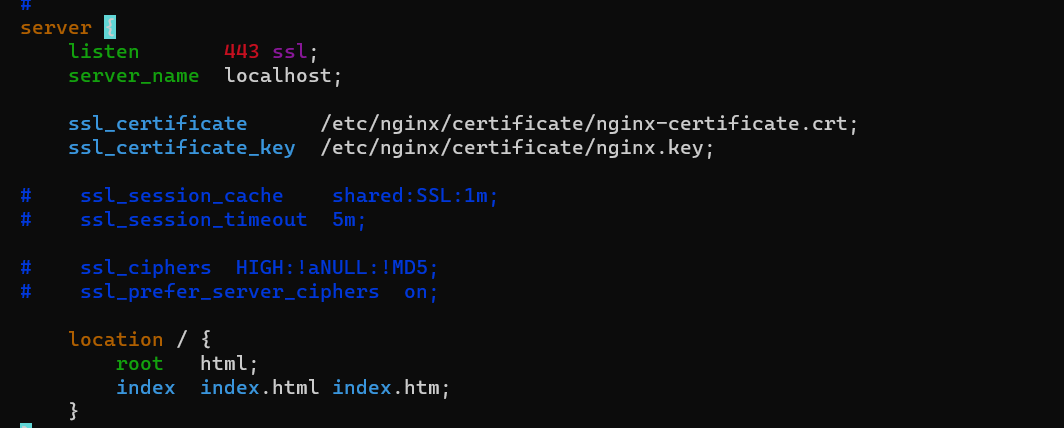 #
server {
    listen       443 ssl;
    server_name  localhost;

    ssl_certificate      /etc/nginx/certificate/nginx-certificate.crt;
    ssl_certificate_key  /etc/nginx/certificate/nginx.key;

#    ssl_session_cache    shared:SSL:1m;
#    ssl_session_timeout  5m;

#    ssl_ciphers  HIGH:!aNULL:!MD5;
#    ssl_prefer_server_ciphers  on;

    location / {
        root   html;
        index  index.html index.htm;
    }